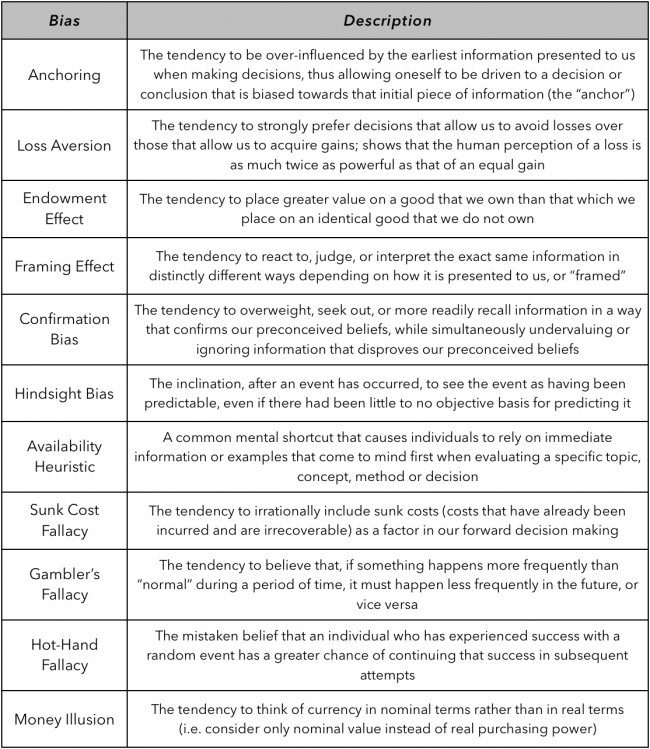 Bias
Description
Anchoring
The tendency to be over-influenced by the earliest information presented to us
when making decisions, thus allowing oneself to be driven to a decision or
conclusion that is biased towards that initial piece of information (the “anchor”)
Loss Aversion
The tendency to strongly prefer decisions that allow us to avoid losses over
those that allow us to acquire gains; shows that the human perception of a loss is
as much twice as powerful as that of an equal gain
Endowment
Effect
The tendency to place greater value on a good that we own than that which we
place on an identical good that we do not own
Framing Effect
The tendency to react to, judge, or interpret the exact same information in
distinctly different ways depending on how it is presented to us, or “framed”
Confirmation
Bias
The tendency to overweight, seek out, or more readily recall information in a way
that confirms our preconceived beliefs, while simultaneously undervaluing or
ignoring information that disproves our preconceived beliefs
Hindsight Bias
The inclination, after an event has occurred, to see the event as having been
predictable, even if there had been little to no objective basis for predicting it
Availability
Heuristic
A common mental shortcut that causes individuals to rely on immediate
information or examples that come to mind first when evaluating a specific topic,
concept, method or decision
Sunk Cost
Fallacy
The tendency to irrationally include sunk costs (costs that have already been
incurred and are irrecoverable) as a factor in our forward decision making
Gambler’s
Fallacy
The tendency to believe that, if something happens more frequently than
“normal” during a period of time, it must happen less frequently in the future, or
vice versa
Hot-Hand
Fallacy
The mistaken belief that an individual who has experienced success with a
random event has a greater chance of continuing that success in subsequent
attempts
Money Illusion
The tendency to think of currency in nominal terms rather than in real terms
(i.e. consider only nominal value instead of real purchasing power)